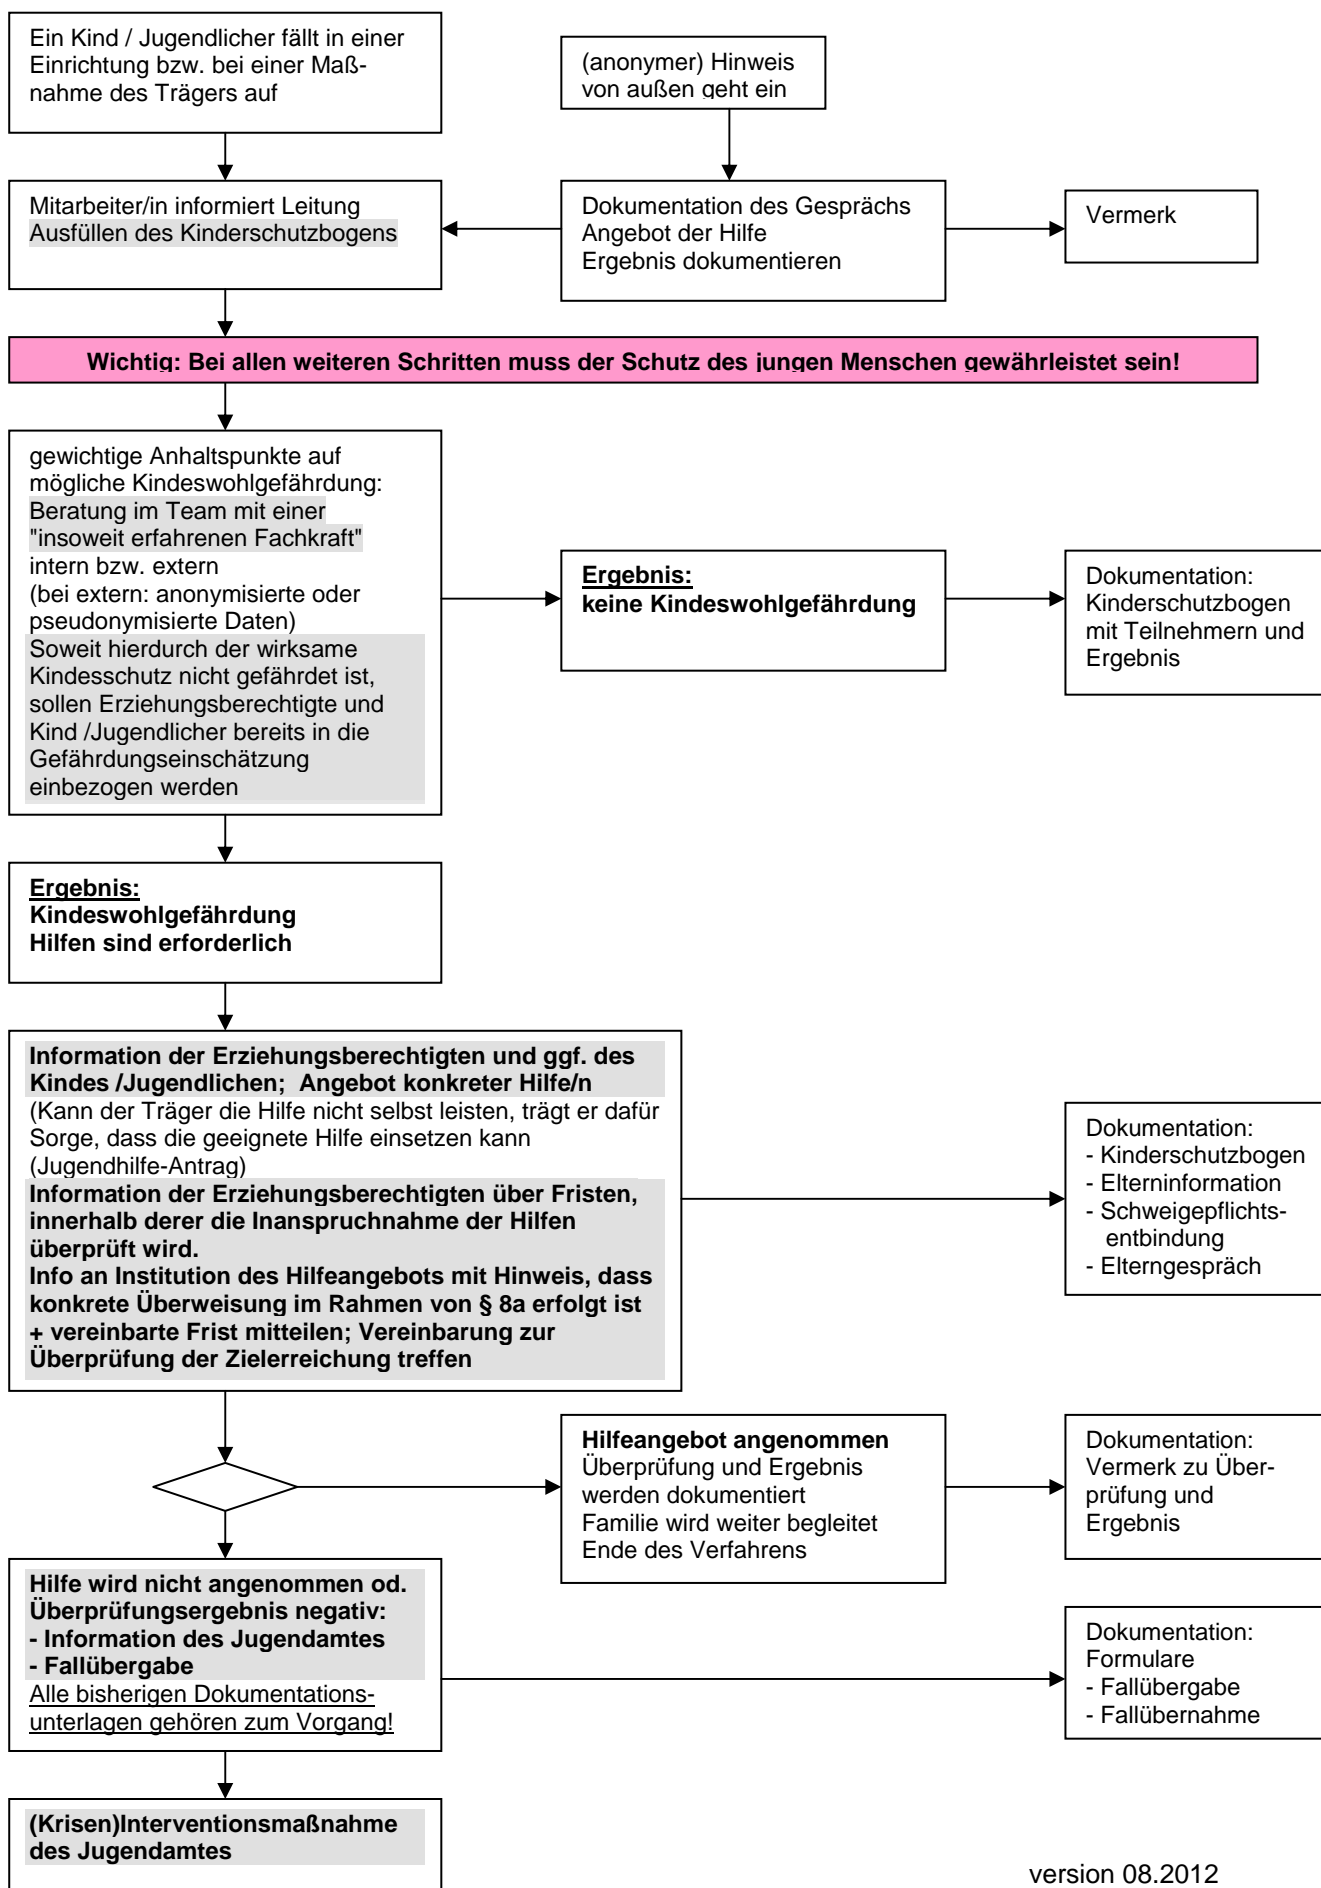 Ein Kind / Jugendlicher fällt in einer
Einrichtung bzw. bei einer Maß-
nahme des Trägers auf
(anonymer) Hinweis
von außen geht ein
Mitarbeiter/in informiert Leitung
Ausfüllen des Kinderschutzbogens
Dokumentation des Gesprächs
Angebot der Hilfe
Ergebnis dokumentieren
Vermerk
Wichtig: Bei allen weiteren Schritten muss der Schutz des jungen Menschen gewährleistet sein!
gewichtige Anhaltspunkte auf
mögliche Kindeswohlgefährdung:
Beratung im Team mit einer
"insoweit erfahrenen Fachkraft"
intern bzw. extern
(bei extern: anonymisierte oder
pseudonymisierte Daten)
Soweit hierdurch der wirksame
Kindesschutz nicht gefährdet ist,
sollen Erziehungsberechtigte und
Kind /Jugendlicher bereits in die
Gefährdungseinschätzung
einbezogen werden
Ergebnis:
keine Kindeswohlgefährdung
Dokumentation:
Kinderschutzbogen
mit Teilnehmern und
Ergebnis
Ergebnis:
Kindeswohlgefährdung
Hilfen sind erforderlich
Information der Erziehungsberechtigten und ggf. des
Kindes /Jugendlichen;  Angebot konkreter Hilfe/n
(Kann der Träger die Hilfe nicht selbst leisten, trägt er dafür
Sorge, dass die geeignete Hilfe einsetzen kann
(Jugendhilfe-Antrag)
Information der Erziehungsberechtigten über Fristen,
innerhalb derer die Inanspruchnahme der Hilfen
überprüft wird.
Info an Institution des Hilfeangebots mit Hinweis, dass
konkrete Überweisung im Rahmen von § 8a erfolgt ist
+ vereinbarte Frist mitteilen; Vereinbarung zur
Überprüfung der Zielerreichung treffen
Dokumentation:
- Kinderschutzbogen
- Elterninformation
- Schweigepflichts-
entbindung
- Elterngespräch
Hilfeangebot angenommen
Überprüfung und Ergebnis
werden dokumentiert
Familie wird weiter begleitet
Ende des Verfahrens
Dokumentation:
Vermerk zu Über-
prüfung und
Ergebnis
Hilfe wird nicht angenommen od.
Überprüfungsergebnis negativ:
- Information des Jugendamtes
- Fallübergabe
Alle bisherigen Dokumentations-
unterlagen gehören zum Vorgang!
Dokumentation:
Formulare
- Fallübergabe
- Fallübernahme
(Krisen)Interventionsmaßnahme
des Jugendamtes
version 08.2012